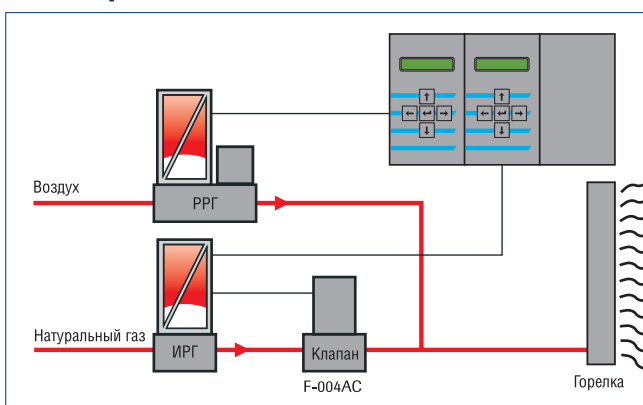 Воздух
РРГ
Натуральный газ
ИРГ
Клапан
F-004AC
Горелка